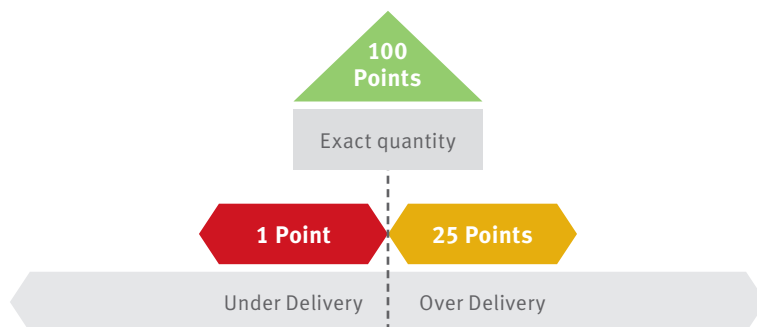 100
Points
Exact quantity
1 Point
25 Points
Under Delivery
Over Delivery